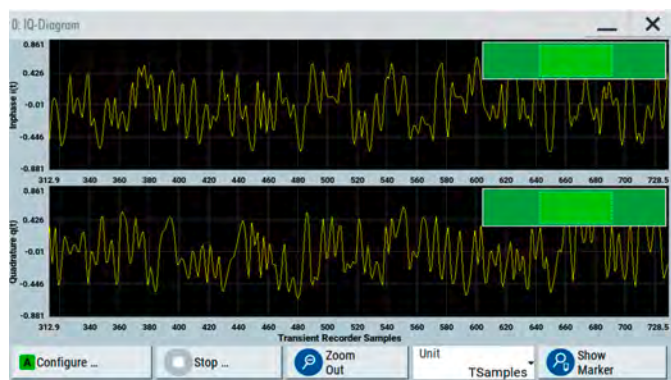 0: IQ-Diagram
0.861
0.426
-0.01
-0.446
-0.881
Inphase i(t)
312.9 340 360 380 400 420 440 460 480 500 520 540 560 580 600 620 640 660 680 700 728.5
0.861
0.426
-0.01
-0.446
-0.881
Quadrature q(t)
312.9 340 360 380 400 420 440 460 480 500 520 540 560 580 600 620 640 660 680 700 728.5
Transient Recorder Samples
A Configure ...
Stop ...
Zoom
Out
Unit
TSamples
Show
Marker